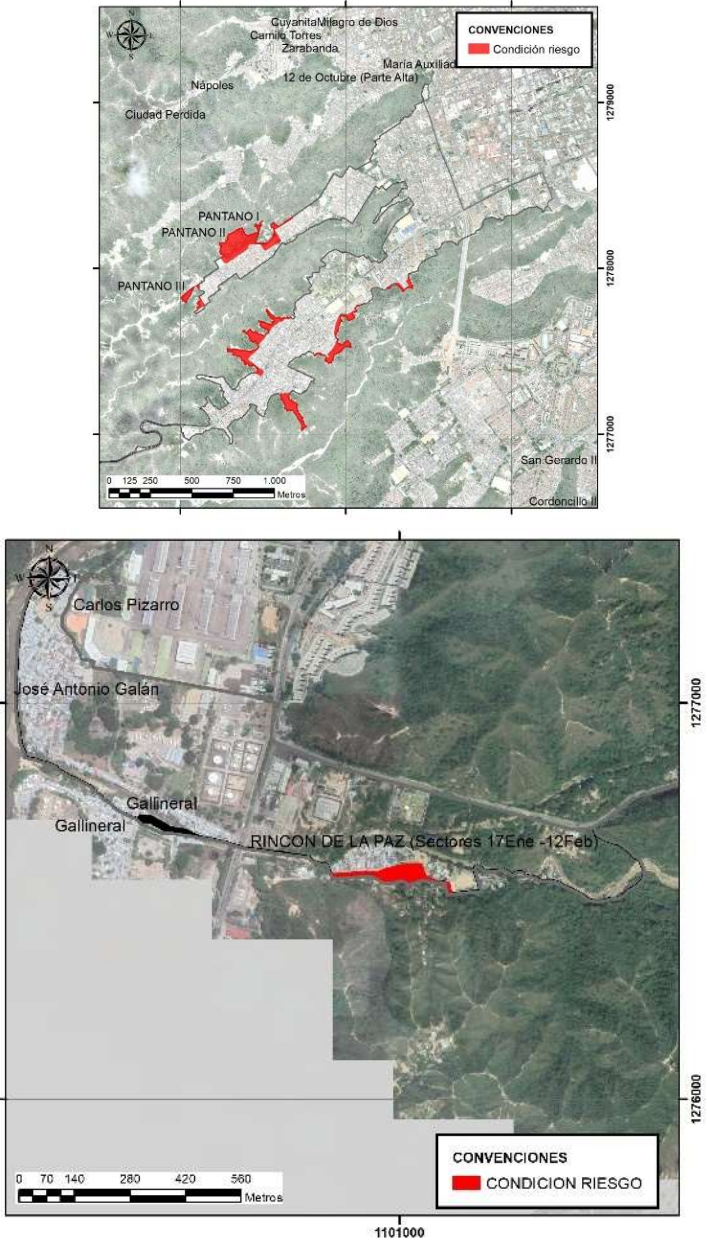 N
W
E
S
CuyanitaMilagro de Dios
Camilo Torres
Zarabanda
María Auxiliad
12 de Octubre (Parte Alta)
Nápoles
Ciudad Perdida
CONVENCIONES
Condición riesgo
1279000
PANTANO I
PANTANO II
1278000
PANTANO III
1277000
San Gerardo II
Cordoncillo II
0 125 250 500 750 1.000
Metros
N
W
E
S
Carlos Pizarro
José Antonio Galán
1277000
Gallineral
Gallineral
RINCON DE LA PAZ (Sectores 17Ene -12Feb)
1276000
CONVENCIONES
CONDICION RIESGO
0 70 140 280 420 560
Metros
1101000